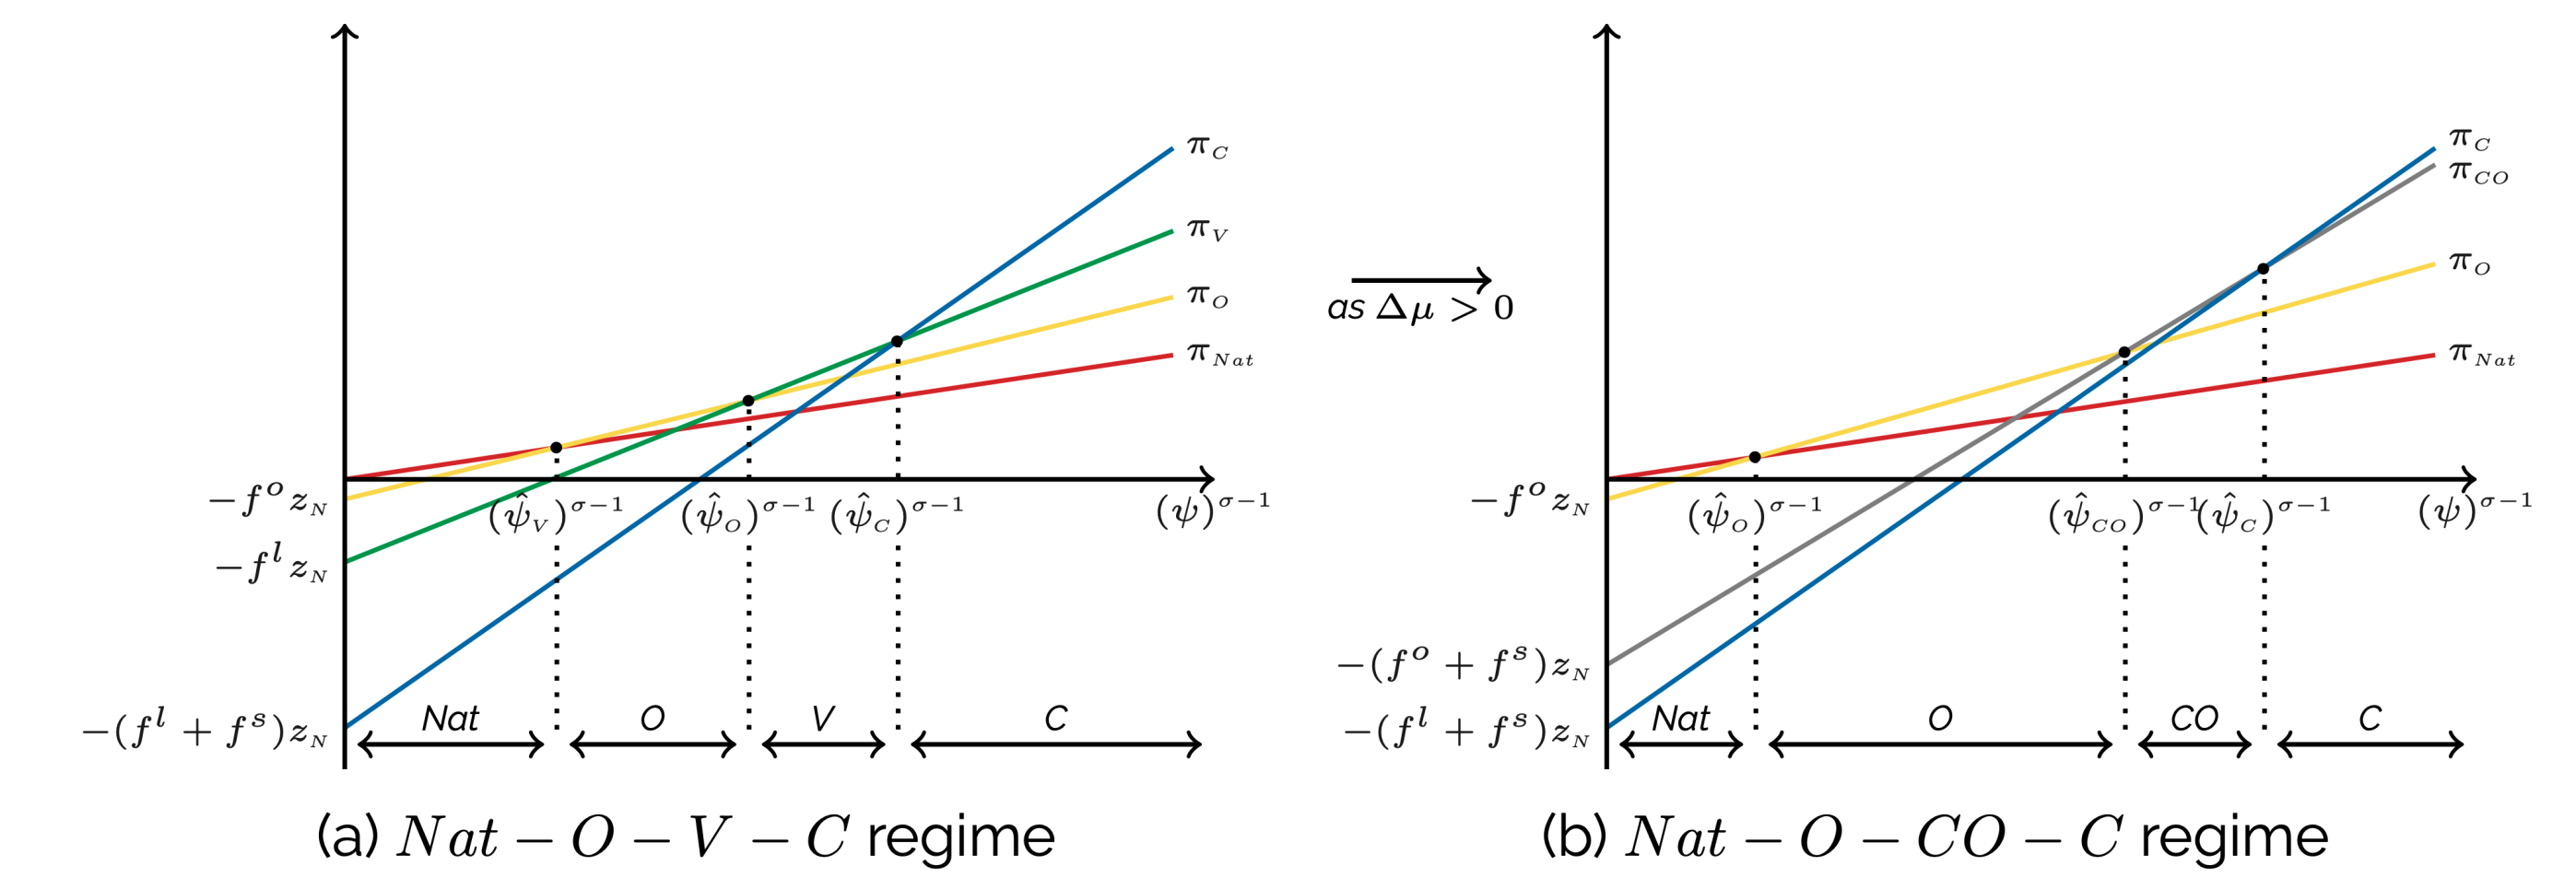 π_C
π_V
π_O
π_Nat
−f^o z_N
−f^l z_N
−(f^l + f^s)z_N
(ψ̂_V)^{σ−1}
(ψ̂_O)^{σ−1}
(ψ̂_C)^{σ−1}
(ψ)^{σ−1}
Nat
O
V
C
(a) Nat − O − V − C regime
as Δμ > 0
π_C
π_CO
π_O
π_Nat
−f^o z_N
−(f^o + f^s)z_N
−(f^l + f^s)z_N
(ψ̂_O)^{σ−1}
(ψ̂_CO)^{σ−1}
(ψ̂_C)^{σ−1}
(ψ)^{σ−1}
Nat
O
CO
C
(b) Nat − O − CO − C regime